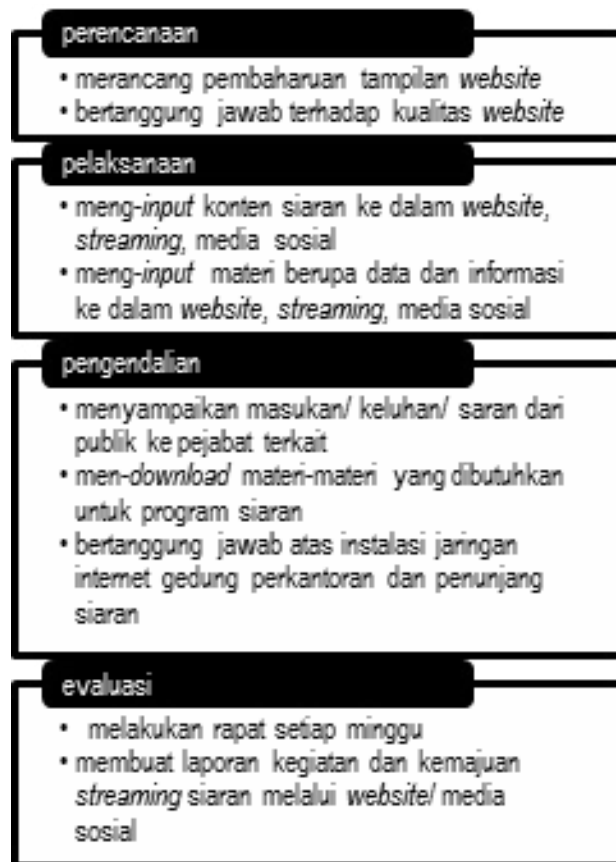 perencanaan
• merancang pembaharuan tampilan website
• bertanggung jawab terhadap kualitas website
pelaksanaan
• meng-input konten siaran ke dalam website,
streaming, media sosial
• meng-input materi berupa data dan informasi
ke dalam website, streaming, media sosial
pengendalian
• menyampaikan masukan/ keluhan/ saran dari
publik ke pejabat terkait
• men-download materi-materi yang dibutuhkan
untuk program siaran
• bertanggung jawab atas instalasi jaringan
internet gedung perkantoran dan penunjang
siaran
evaluasi
• melakukan rapat setiap minggu
• membuat laporan kegiatan dan kemajuan
streaming siaran melalui website/ media
sosial